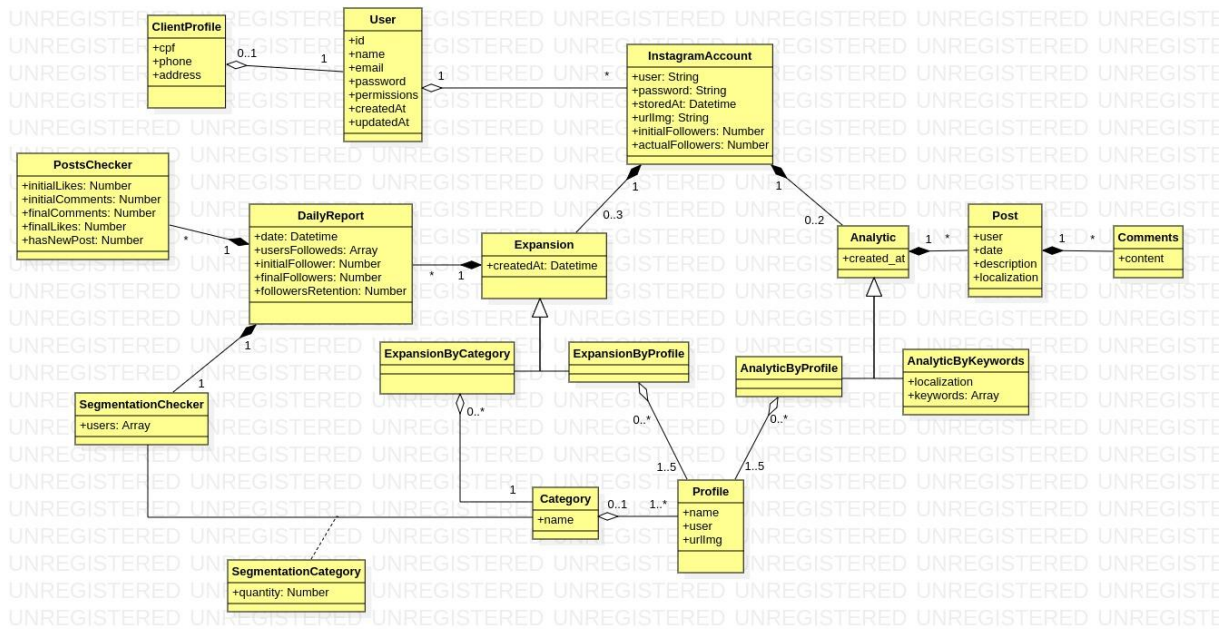 ClientProfile
+cpf
+phone
+address
0..1
1
User
+id
+name
+email
+password
+permissions
+createdAt
+updatedAt
1
*
InstagramAccount
+user: String
+password: String
+storedAt: Datetime
+urlImg: String
+initialFollowers: Number
+actualFollowers: Number
1
0..3
1
0..2
PostsChecker
+initialLikes: Number
+initialComments: Number
+finalComments: Number
+finalLikes: Number
+hasNewPost: Number
*
1
DailyReport
+date: Datetime
+usersFolloweds: Array
+initialFollower: Number
+finalFollowers: Number
+followersRetention: Number
*
1
Expansion
+createdAt: Datetime
Analytic
+created_at
1
*
Post
+user
+date
+description
+localization
1
*
Comments
+content
1
1
SegmentationChecker
+users: Array
ExpansionByCategory
ExpansionByProfile
AnalyticByProfile
AnalyticByKeywords
+localization
+keywords: Array
0..*
0..*
0..*
1
1..5
1..5
Category
+name
0..1
1..*
Profile
+name
+user
+urlImg
SegmentationCategory
+quantity: Number
UNREGISTERED